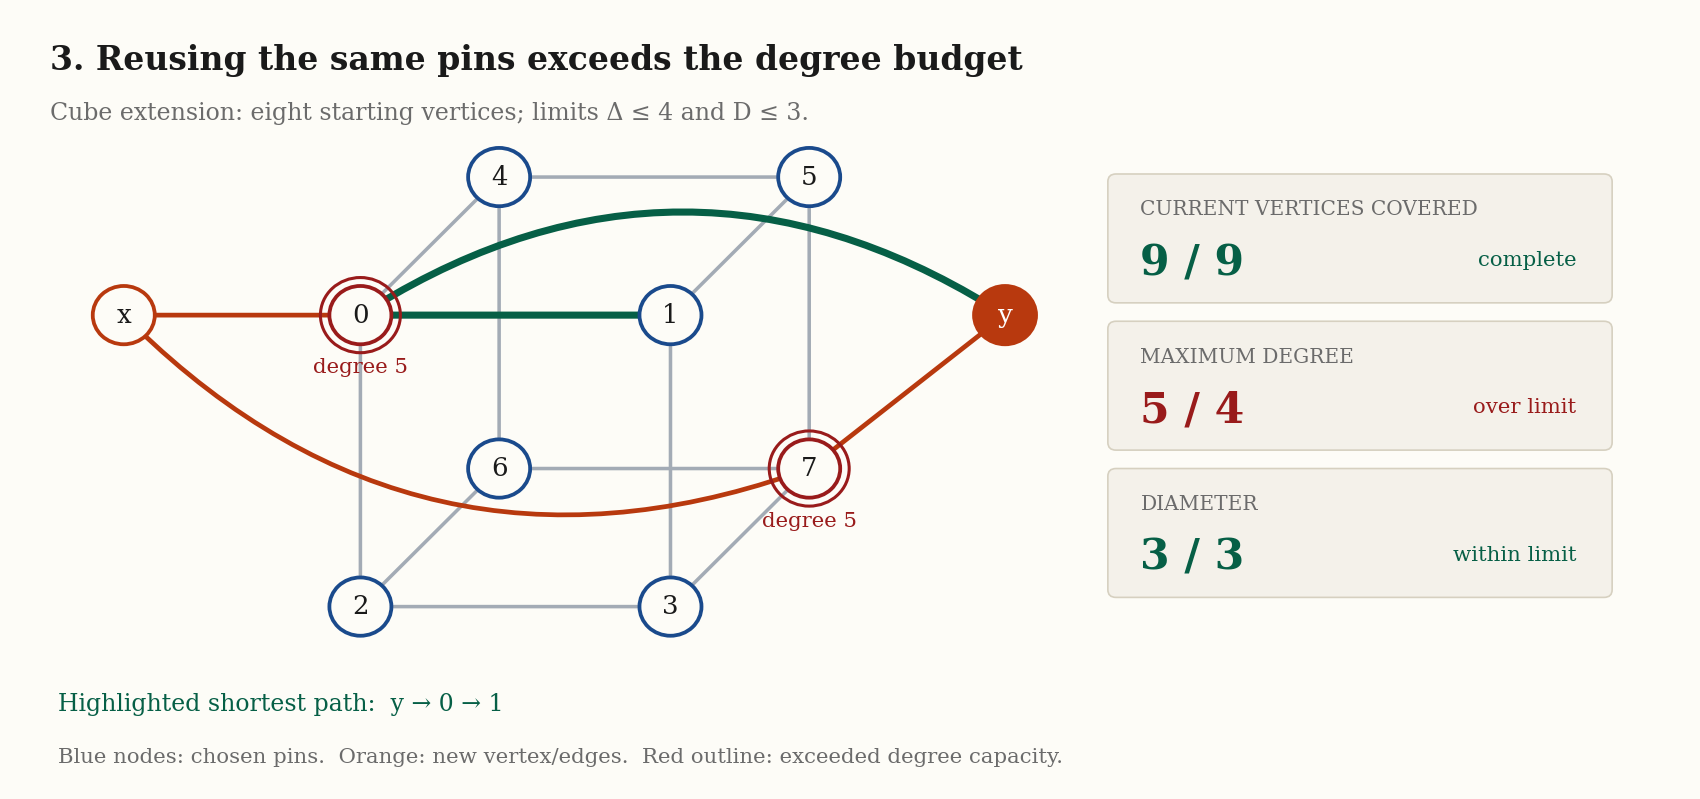 3. Reusing the same pins exceeds the degree budget
Cube extension: eight starting vertices; limits Δ ≤ 4 and D ≤ 3.
4
5
x
0
1
y
degree 5
6
7
degree 5
2
3
CURRENT VERTICES COVERED
9 / 9 complete
MAXIMUM DEGREE
5 / 4 over limit
DIAMETER
3 / 3 within limit
Highlighted shortest path: y → 0 → 1
Blue nodes: chosen pins. Orange: new vertex/edges. Red outline: exceeded degree capacity.